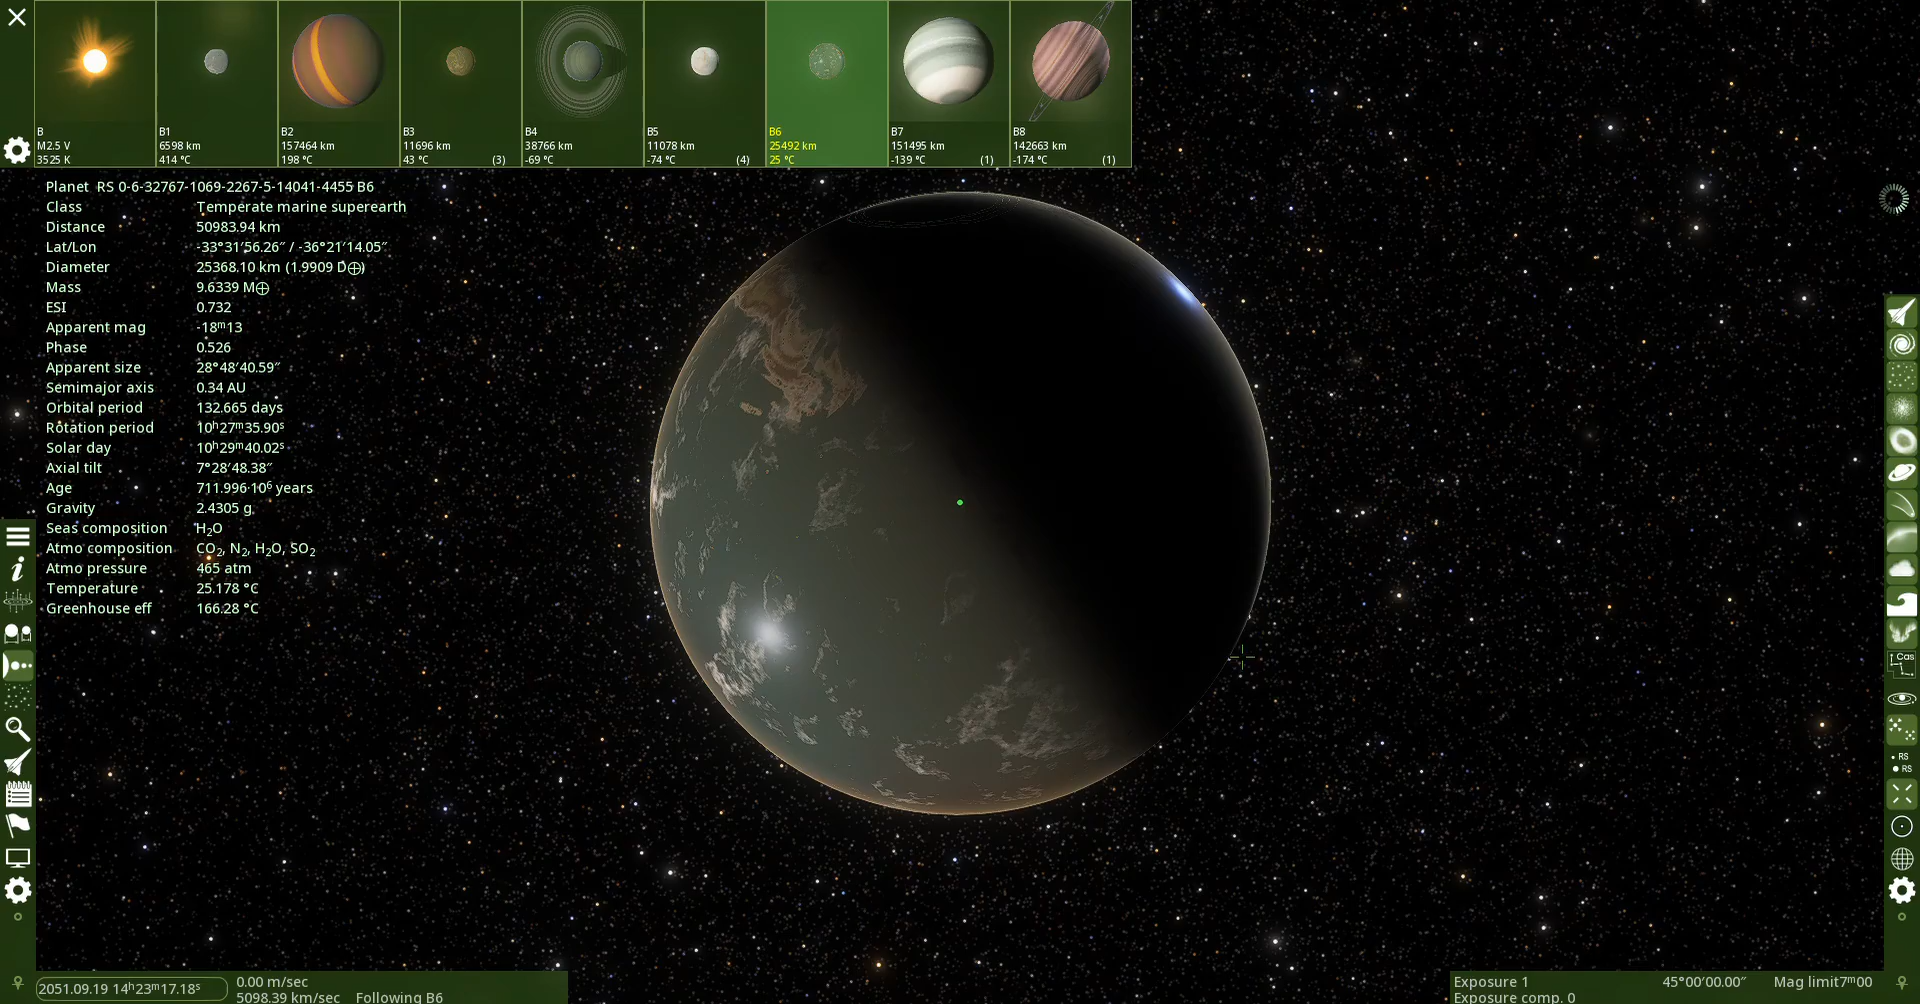 B
M2.5 V
3525 K
B1
6598 km
414 °C
B2
157464 km
198 °C
B3
11696 km
43 °C (3)
B4
38766 km
-69 °C
B5
11078 km
-74 °C (4)
B6
25492 km
25 °C
B7
151495 km
-139 °C (1)
B8
142663 km
-174 °C (1)
Planet RS 0-6-32767-1069-2267-5-14041-4455 B6
Class Temperate marine superearth
Distance 50983.94 km
Lat/Lon -33°31′56.26″ / -36°21′14.05″
Diameter 25368.10 km (1.9909 D⊕)
Mass 9.6339 M⊕
ESI 0.732
Apparent mag -18ᵐ13
Phase 0.526
Apparent size 28°48′40.59″
Semimajor axis 0.34 AU
Orbital period 132.665 days
Rotation period 10ʰ27ᵐ35.90ˢ
Solar day 10ʰ29ᵐ40.02ˢ
Axial tilt 7°28′48.38″
Age 711.996·10⁶ years
Gravity 2.4305 g
Seas composition H₂O
Atmo composition CO₂, N₂, H₂O, SO₂
Atmo pressure 465 atm
Temperature 25.178 °C
Greenhouse eff 166.28 °C
Cas
RS
RS
2051.09.19 14ʰ23ᵐ17.18ˢ
0.00 m/sec
5098.39 km/sec Following B6
Exposure 1 45°00′00.00″ Mag limit7ᵐ00
Exposure comp. 0